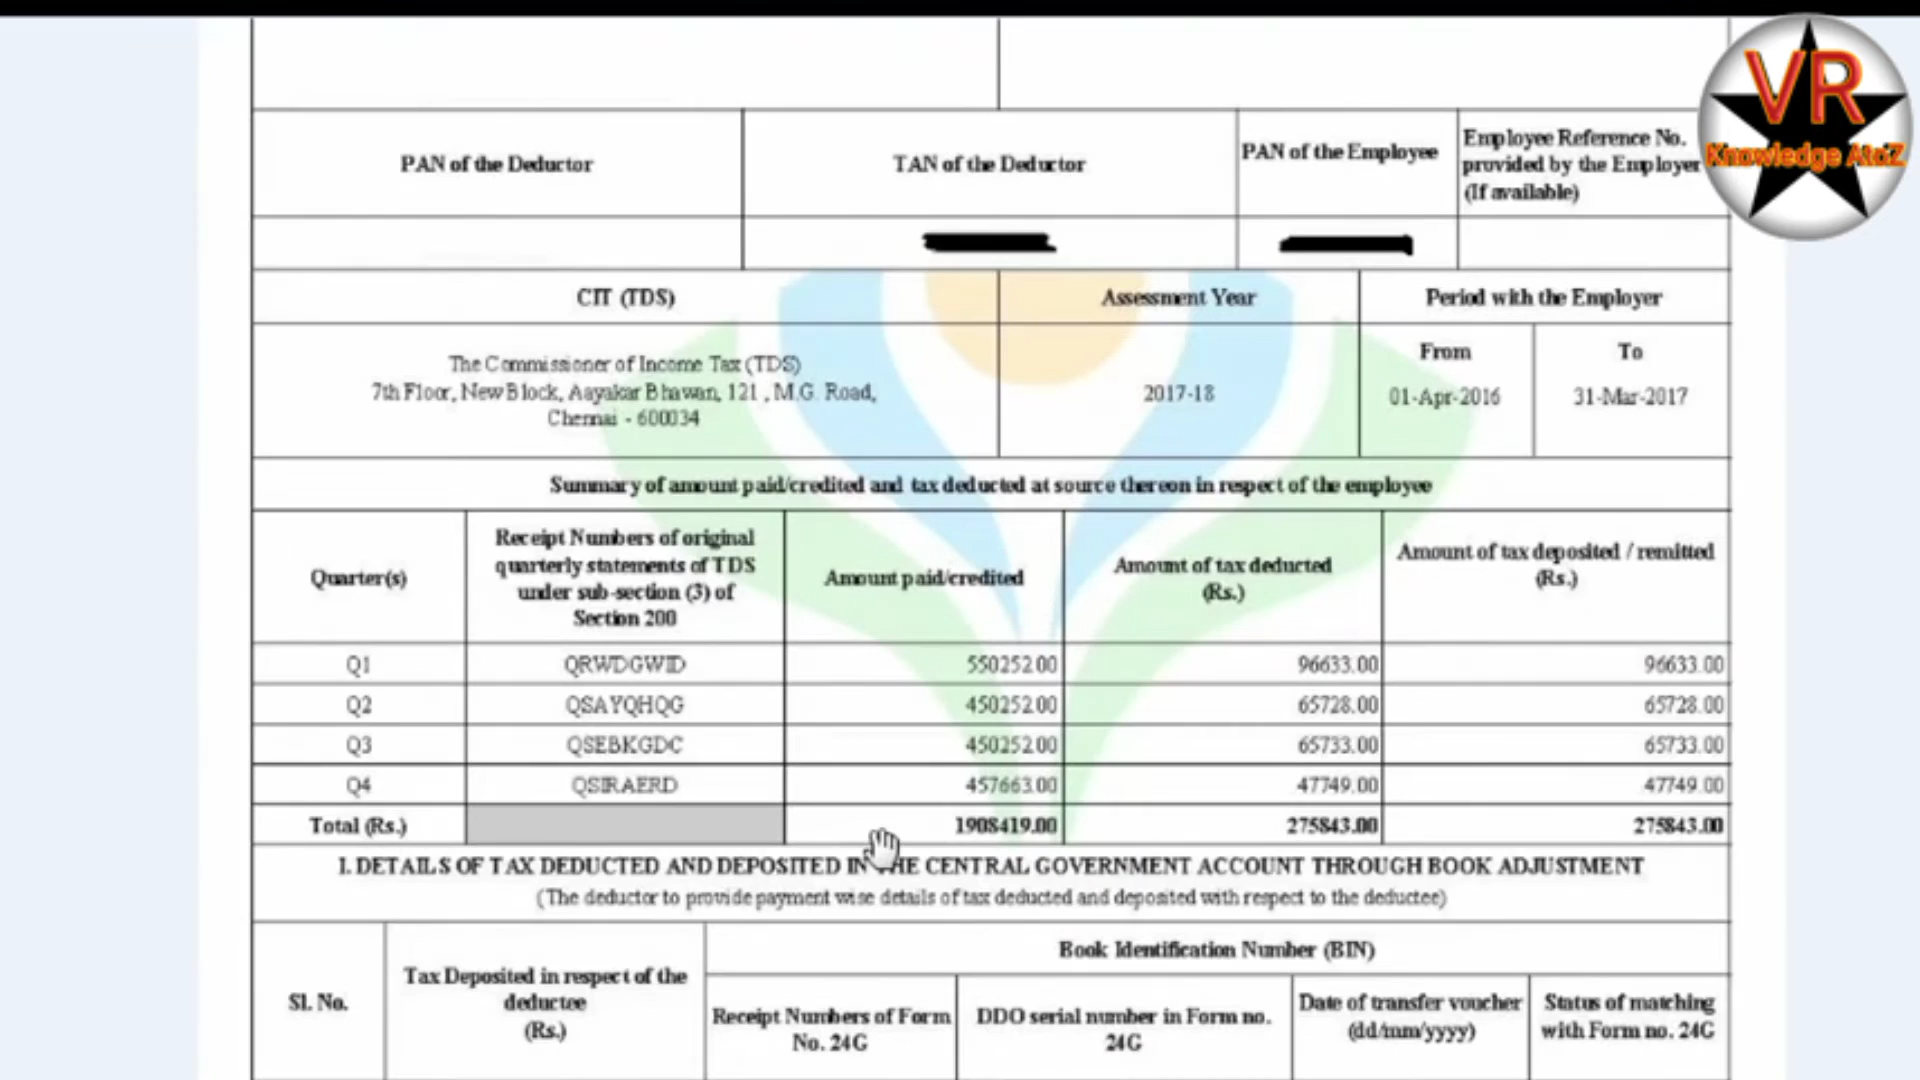 VR
Knowledge AtoZ
PAN of the Deductor
TAN of the Deductor
PAN of the Employee
Employee Reference No.
provided by the Employer
(If available)
CIT (TDS)
Assessment Year
Period with the Employer
The Commissioner of Income Tax (TDS)
7th Floor, New Block, Aayakar Bhawan, 121 , M.G. Road,
Chennai - 600034
2017-18
From
To
01-Apr-2016
31-Mar-2017
Summary of amount paid/credited and tax deducted at source thereon in respect of the employee
Quarter(s)
Receipt Numbers of original
quarterly statements of TDS
under sub-section (3) of
Section 200
Amount paid/credited
Amount of tax deducted
(Rs.)
Amount of tax deposited / remitted
(Rs.)
Q1 QRWDGWID 550252.00 96633.00 96633.00
Q2 QSAYQHQG 450252.00 65728.00 65728.00
Q3 QSEBKGDC 450252.00 65733.00 65733.00
Q4 QSIRAERD 457663.00 47749.00 47749.00
Total (Rs.) 1908419.00 275843.00 275843.00
I. DETAILS OF TAX DEDUCTED AND DEPOSITED IN THE CENTRAL GOVERNMENT ACCOUNT THROUGH BOOK ADJUSTMENT
(The deductor to provide payment wise details of tax deducted and deposited with respect to the deductee)
Sl. No.
Tax Deposited in respect of the
deductee
(Rs.)
Book Identification Number (BIN)
Receipt Numbers of Form
No. 24G
DDO serial number in Form no.
24G
Date of transfer voucher
(dd/mm/yyyy)
Status of matching
with Form no. 24G